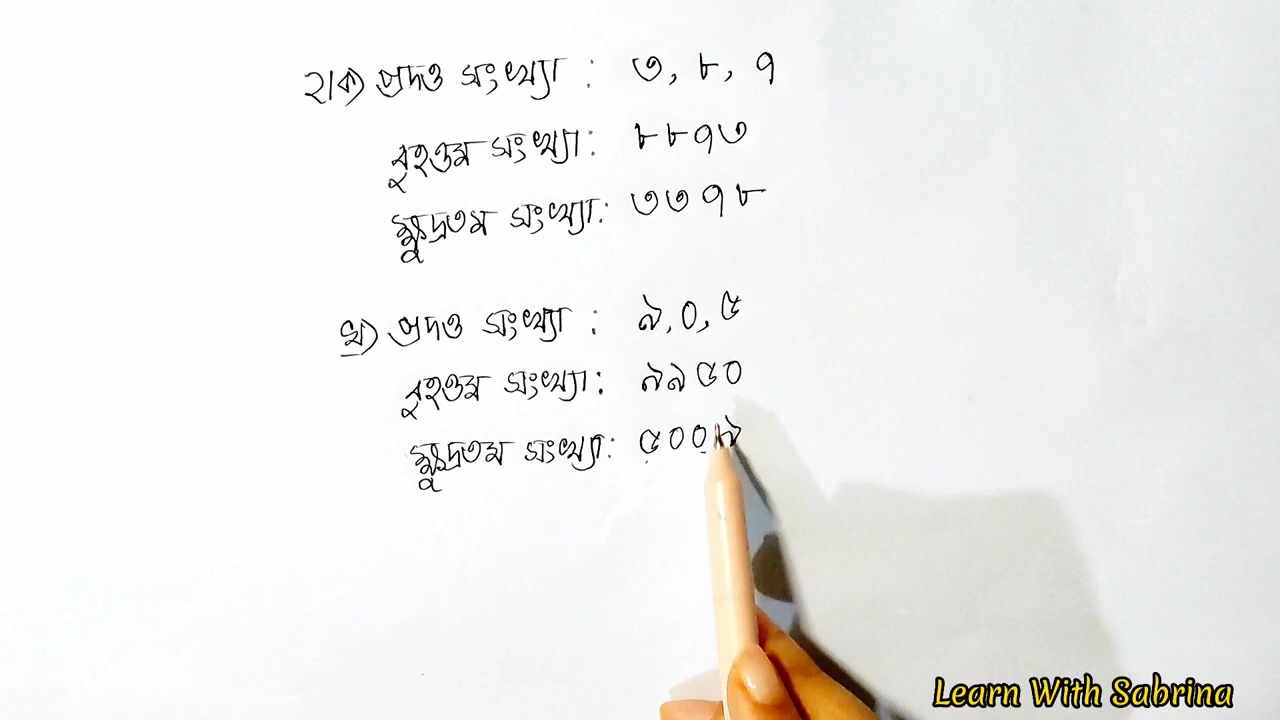 ২।ক) প্রদত্ত সংখ্যা : ৩, ৮, ৭
বৃহত্তম সংখ্যা : ৮৮৭৩
ক্ষুদ্রতম সংখ্যা : ৩৩৭৮
খ) প্রদত্ত সংখ্যা : ৯, ০, ৫
বৃহত্তম সংখ্যা : ৯৯৫০
ক্ষুদ্রতম সংখ্যা : ৫০০৯
Learn With Sabrina